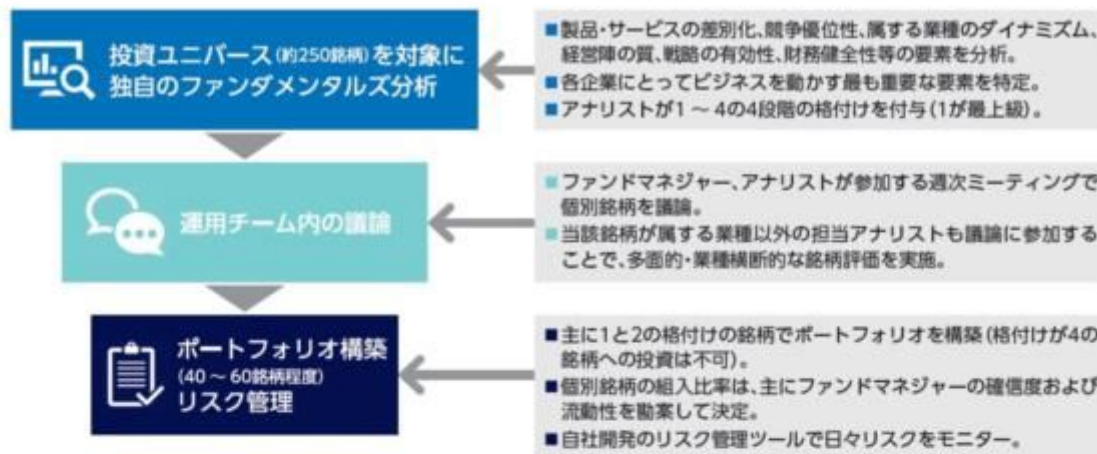 投資ユニバース(約250銘柄)を対象に
独自のファンダメンタルズ分析
■製品・サービスの差別化、競争優位性、属する業種のダイナミズム、
経営陣の質、戦略の有効性、財務健全性等の要素を分析。
■各企業にとってビジネスを動かす最も重要な要素を特定。
■アナリストが1～4の4段階の格付けを付与(1が最上級)。
運用チーム内の議論
■ファンドマネジャー、アナリストが参加する週次ミーティングで
個別銘柄を議論。
■当該銘柄が属する業種以外の担当アナリストも議論に参加する
ことで、多面的・業種横断的な銘柄評価を実施。
ポートフォリオ構築
(40～60銘柄程度)
リスク管理
■主に1と2の格付けの銘柄でポートフォリオを構築(格付けが4の
銘柄への投資は不可)。
■個別銘柄の組入比率は、主にファンドマネジャーの確信度および
流動性を勘案して決定。
■自社開発のリスク管理ツールで日々リスクをモニター。